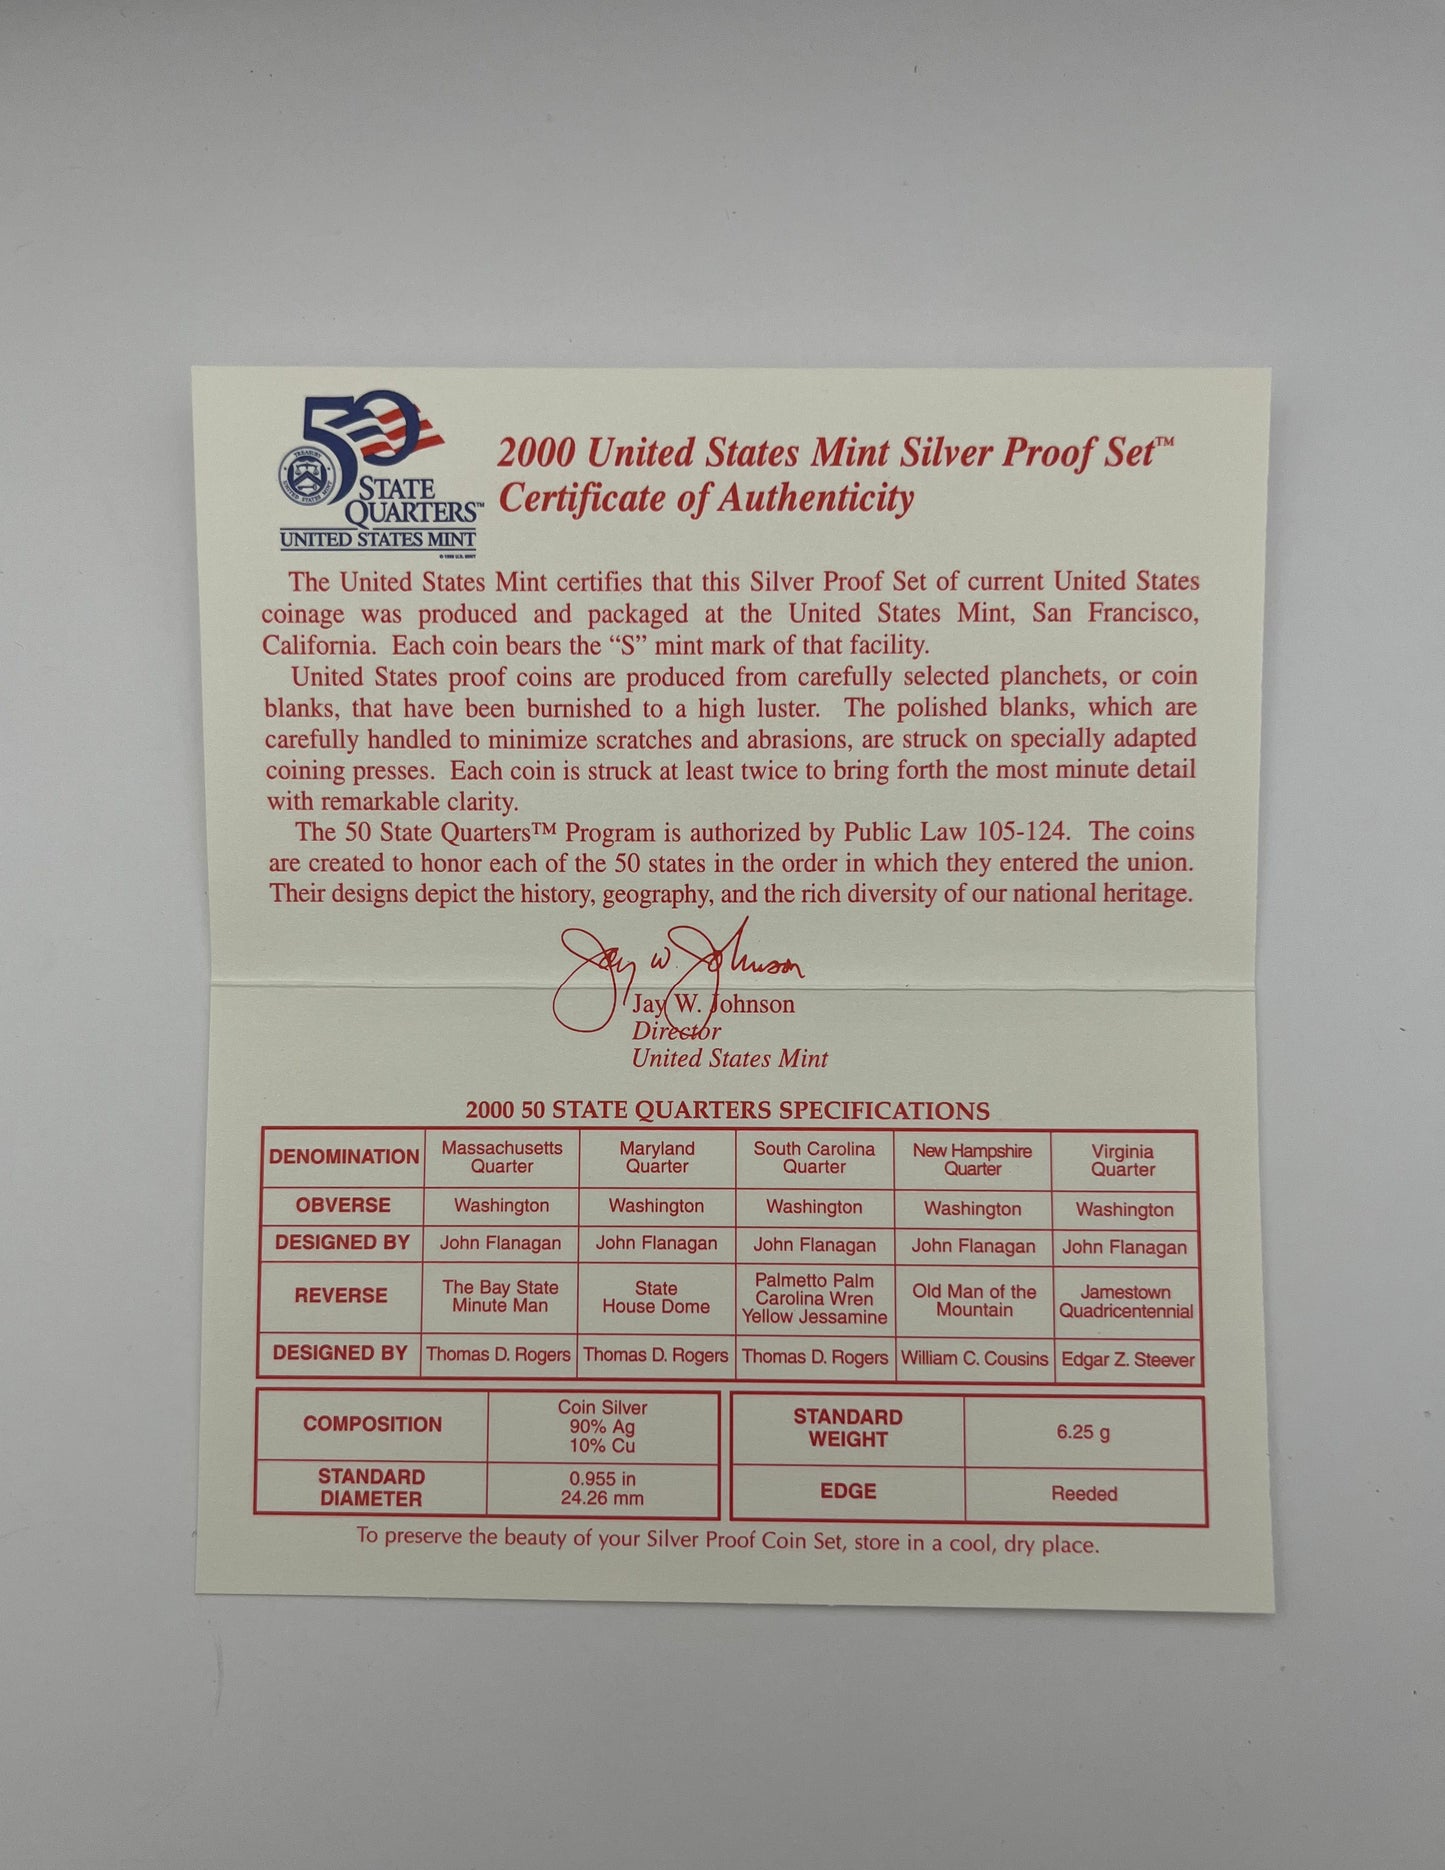 50
STATE
QUARTERS™
UNITED STATES MINT
© 1999 U.S. MINT
2000 United States Mint Silver Proof Set™
Certificate of Authenticity
The United States Mint certifies that this Silver Proof Set of current United States
coinage was produced and packaged at the United States Mint, San Francisco,
California. Each coin bears the “S” mint mark of that facility.
United States proof coins are produced from carefully selected planchets, or coin
blanks, that have been burnished to a high luster. The polished blanks, which are
carefully handled to minimize scratches and abrasions, are struck on specially adapted
coining presses. Each coin is struck at least twice to bring forth the most minute detail
with remarkable clarity.
The 50 State Quarters™ Program is authorized by Public Law 105-124. The coins
are created to honor each of the 50 states in the order in which they entered the union.
Their designs depict the history, geography, and the rich diversity of our national heritage.
Jay W. Johnson
Jay W. Johnson
Director
United States Mint
2000 50 STATE QUARTERS SPECIFICATIONS
DENOMINATION Massachusetts Quarter Maryland Quarter South Carolina Quarter New Hampshire Quarter Virginia Quarter
OBVERSE Washington Washington Washington Washington Washington
DESIGNED BY John Flanagan John Flanagan John Flanagan John Flanagan John Flanagan
REVERSE The Bay State Minute Man State House Dome Palmetto Palm Carolina Wren Yellow Jessamine Old Man of the Mountain Jamestown Quadricentennial
DESIGNED BY Thomas D. Rogers Thomas D. Rogers Thomas D. Rogers William C. Cousins Edgar Z. Steever
COMPOSITION Coin Silver 90% Ag 10% Cu
STANDARD DIAMETER 0.955 in 24.26 mm
STANDARD WEIGHT 6.25 g
EDGE Reeded
To preserve the beauty of your Silver Proof Coin Set, store in a cool, dry place.